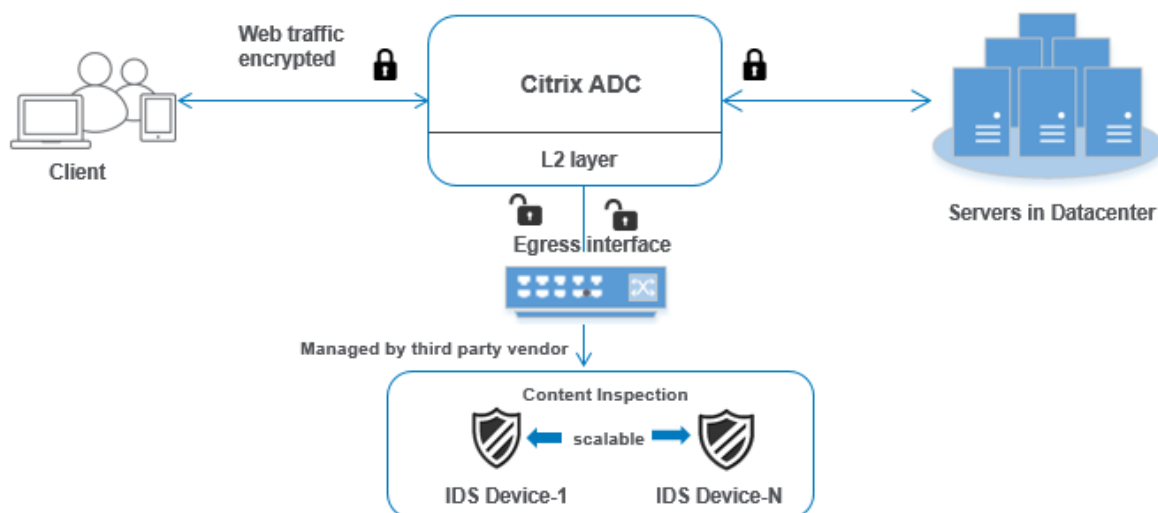 Web traffic
encrypted
Citrix ADC
L2 layer
Client
Servers in Datacenter
Egress interface
Managed by third party vendor
Content Inspection
scalable
IDS Device-1
IDS Device-N